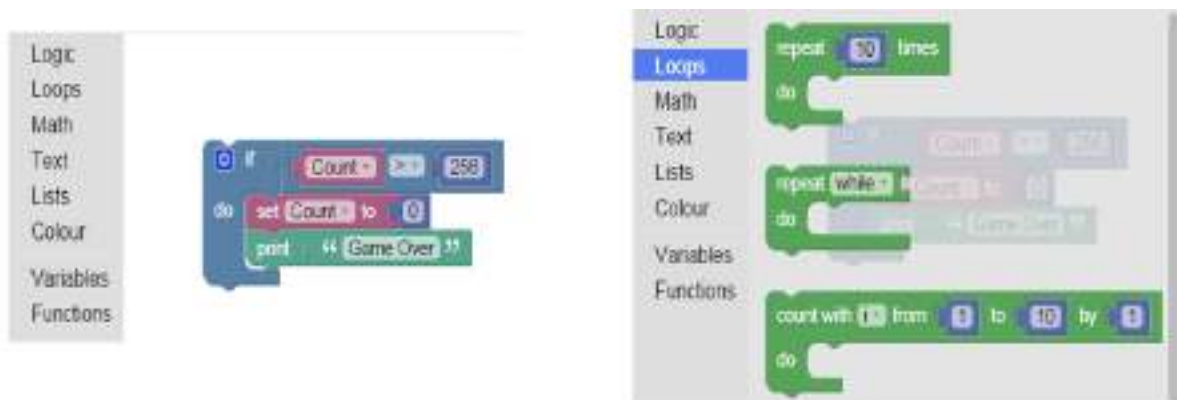 Logic
Loops
Math
Text
Lists
Colour
Variables
Functions
if Count > 256
do set Count to 0
print “ Game Over ”
Logic
Loops
Math
Text
Lists
Colour
Variables
Functions
repeat 10 times
do
repeat while
do
count with i from 1 to 10 by 1
do